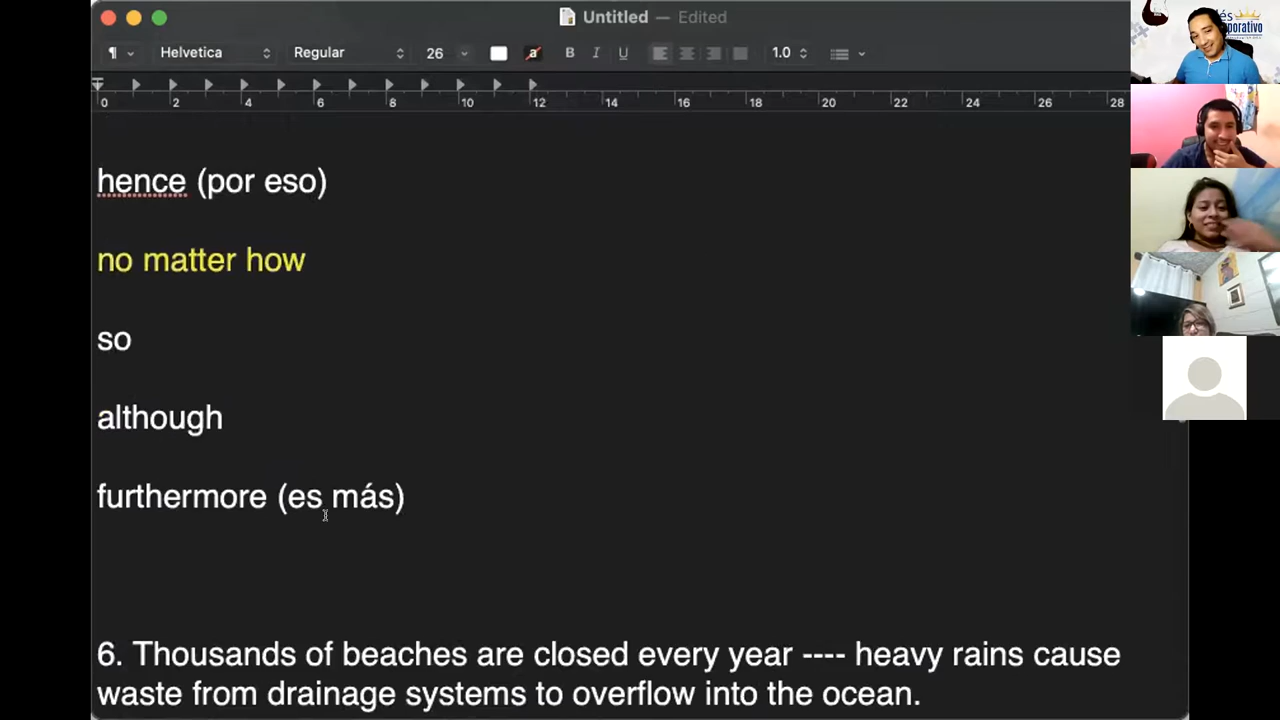 Untitled — Edited
¶ Helvetica Regular 26 a B I U 1.0
0 2 4 6 8 10 12 14 16 18 20 22 24 26 28
hence (por eso)
no matter how
so
although
furthermore (es más)
6. Thousands of beaches are closed every year ---- heavy rains cause
waste from drainage systems to overflow into the ocean.